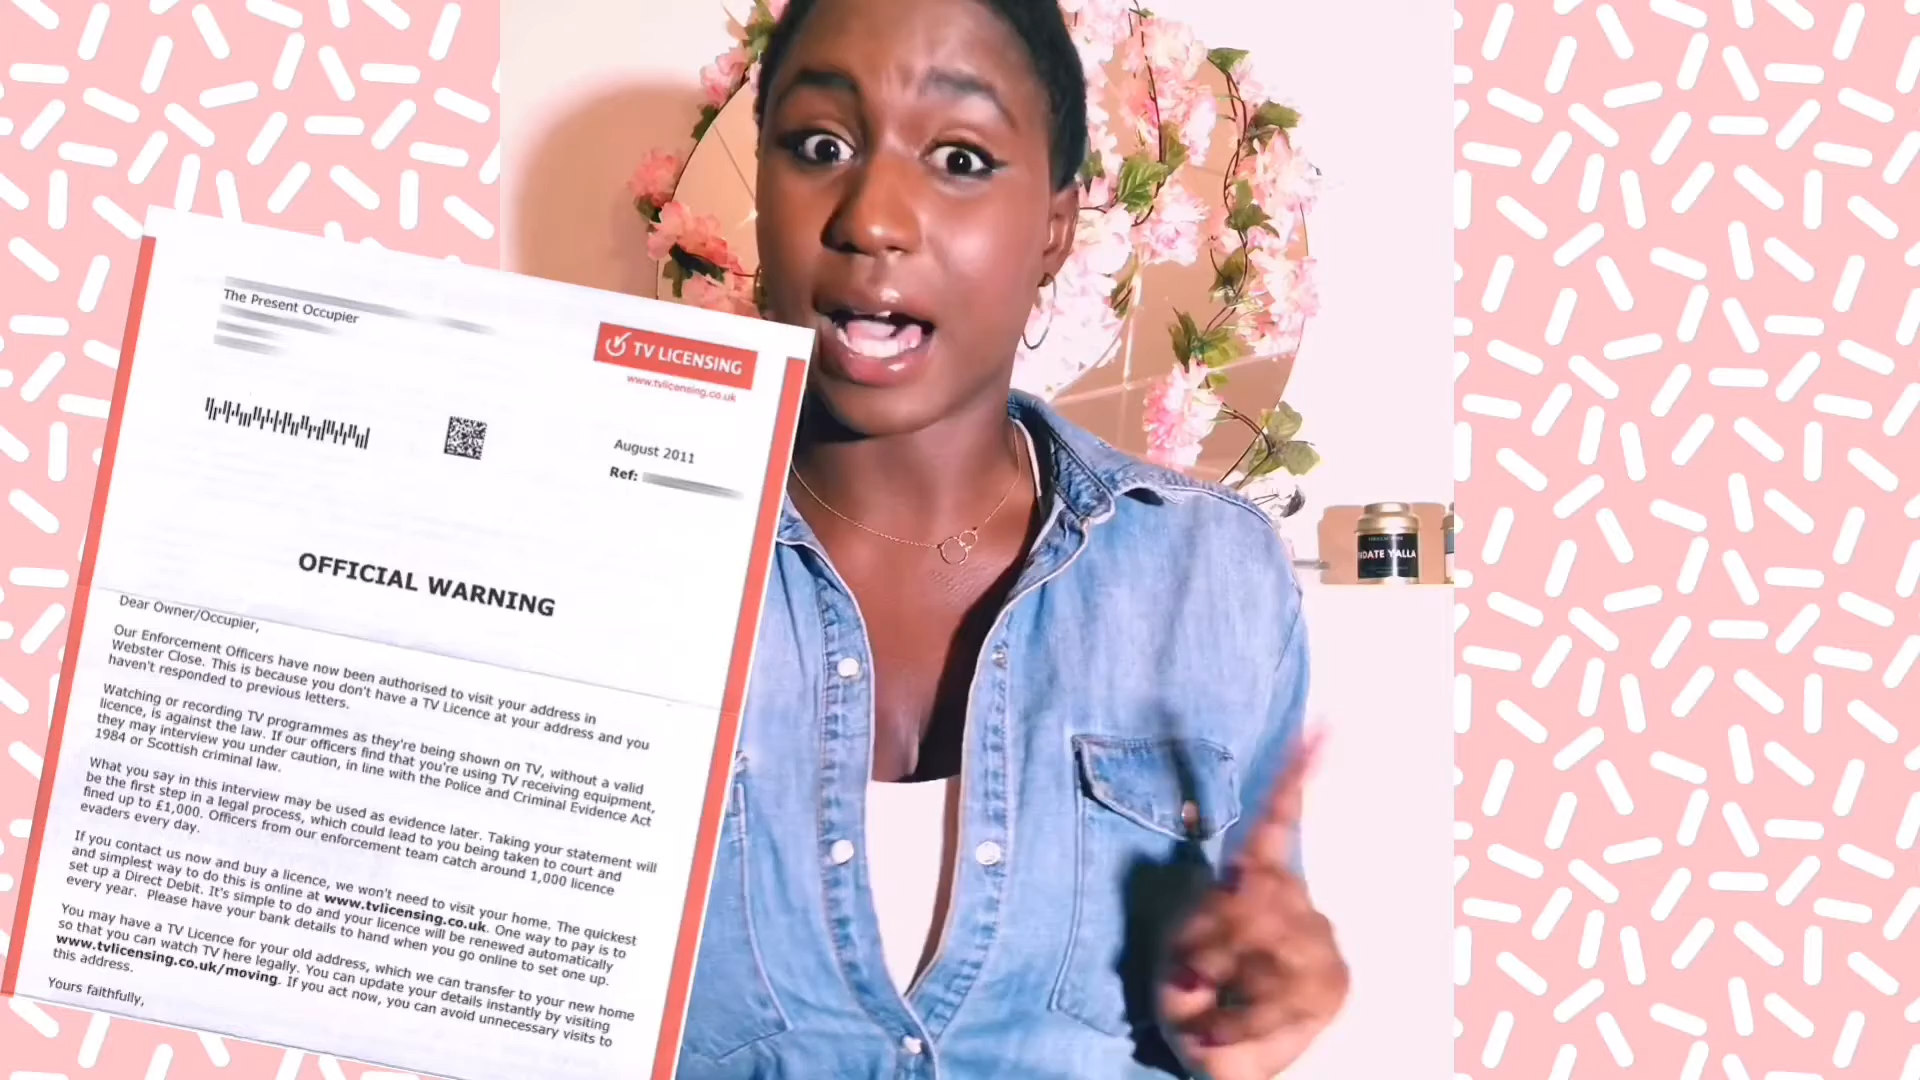 The Present Occupier
TV LICENSING
www.tvlicensing.co.uk
August 2011
Ref:
OFFICIAL WARNING
Dear Owner/Occupier,
Our Enforcement Officers have now been authorised to visit your address in
Webster Close. This is because you don't have a TV Licence at your address and you
haven't responded to previous letters.
Watching or recording TV programmes as they're being shown on TV, without a valid
licence, is against the law. If our officers find that you're using TV receiving equipment,
they may interview you under caution, in line with the Police and Criminal Evidence Act
1984 or Scottish criminal law.
What you say in this interview may be used as evidence later. Taking your statement will
be the first step in a legal process, which could lead to you being taken to court and
fined up to £1,000. Officers from our enforcement team catch around 1,000 licence
evaders every day.
If you contact us now and buy a licence, we won't need to visit your home. The quickest
and simplest way to do this is online at www.tvlicensing.co.uk. One way to pay is to
set up a Direct Debit. It's simple to do and your licence will be renewed automatically
every year. Please have your bank details to hand when you go online to set one up.
You may have a TV Licence for your old address, which we can transfer to your new home
so that you can watch TV here legally. You can update your details instantly by visiting
www.tvlicensing.co.uk/moving. If you act now, you can avoid unnecessary visits to
this address.
Yours faithfully,
NDATE YALLA